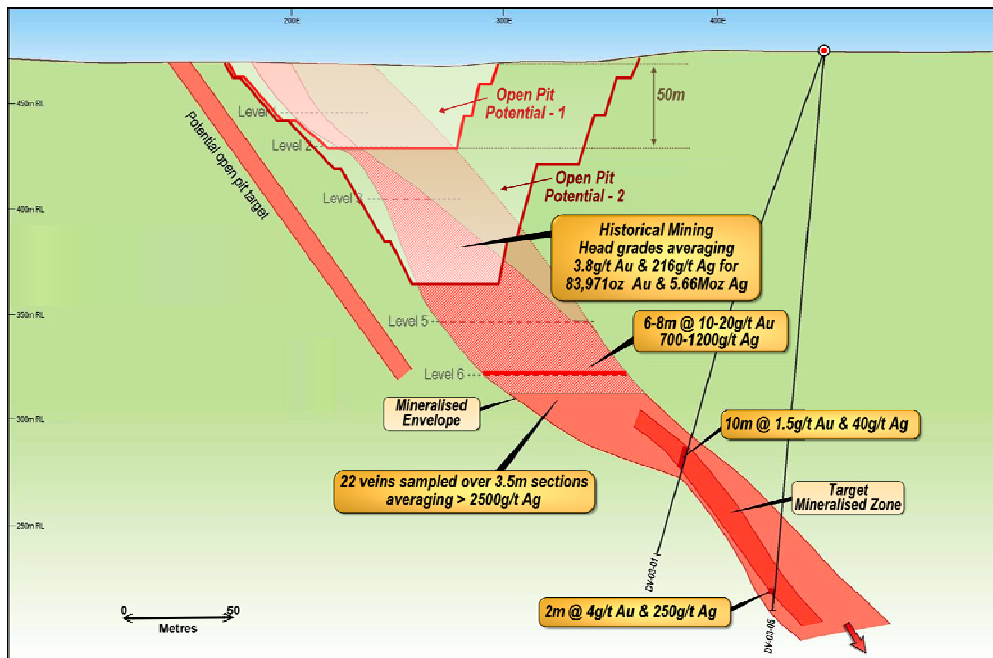 200E
300E
400E
450m RL
400m RL
350m RL
300m RL
250m RL
50m
Open Pit
Potential - 1
Level
Level 2
Potential open pit target
Open Pit
Potential - 2
Historical Mining
Head grades averaging
3.8g/t Au & 216g/t Ag for
83,971oz Au & 5.66Moz Ag
Level 5
6-8m @ 10-20g/t Au
700-1200g/t Ag
Level 6
Mineralised
Envelope
10m @ 1.5g/t Au & 40g/t Ag
22 veins sampled over 3.5m sections
averaging > 2500g/t Ag
Target
Mineralised Zone
DV-03-01
2m @ 4g/t Au & 250g/t Ag
0 50
Metres